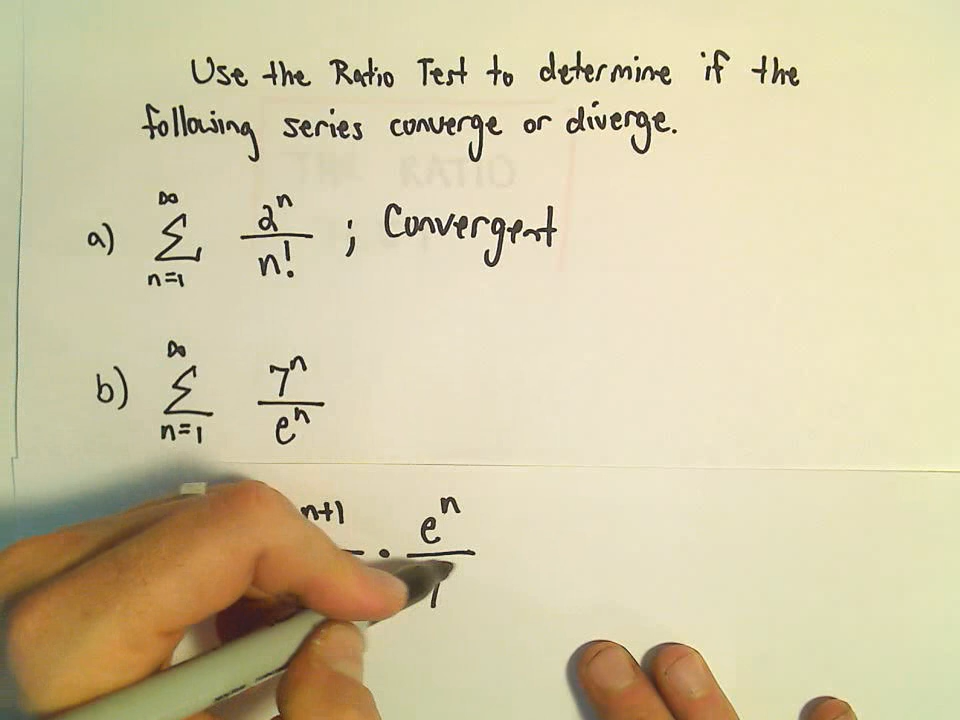 Use the Ratio Test to determine if the
following series converge or diverge.
a) ∞ Σ n=1 2^n / n! ; Convergent
b) ∞ Σ n=1 7^n / e^n
n+1 · e^n